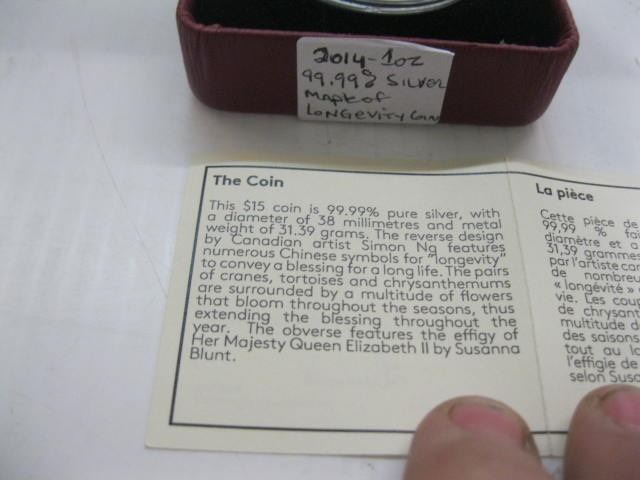 2014-1oz
99.99% SILVER
MARK of
LONGEVITY COIN
The Coin
This $15 coin is 99.99% pure silver, with
a diameter of 38 millimetres and metal
weight of 31.39 grams. The reverse design
by Canadian artist Simon Ng features
numerous Chinese symbols for "longevity"
to convey a blessing for a long life. The pairs
of cranes, tortoises and chrysanthemums
are surrounded by a multitude of flowers
that bloom throughout the seasons, thus
extending the blessing throughout the
year. The obverse features the effigy of
Her Majesty Queen Elizabeth II by Susanna
Blunt.
La pièce
Cette pièce de
99,99 %
diamètre et
31,39 grammes
par l'artiste
de
« longévité »
vie. Les
de
multitude
des saisons
tout au
l'effigie de
selon